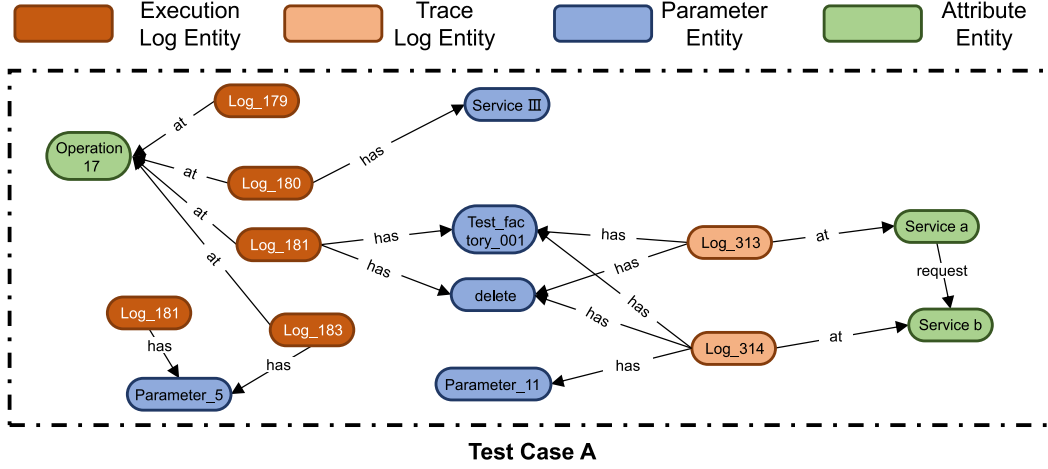 Execution
Log Entity
Trace
Log Entity
Parameter
Entity
Attribute
Entity
Log_179
at
Service Ⅲ
Operation
17
has
at
Log_180
at
Log_181
has
Test_fac
tory_001
has
Log_313
at
Service a
at
has
has
request
delete
has
has
Log_181
Log_183
Log_314
at
Service b
has
has
has
Parameter_5
Parameter_11
Test Case A